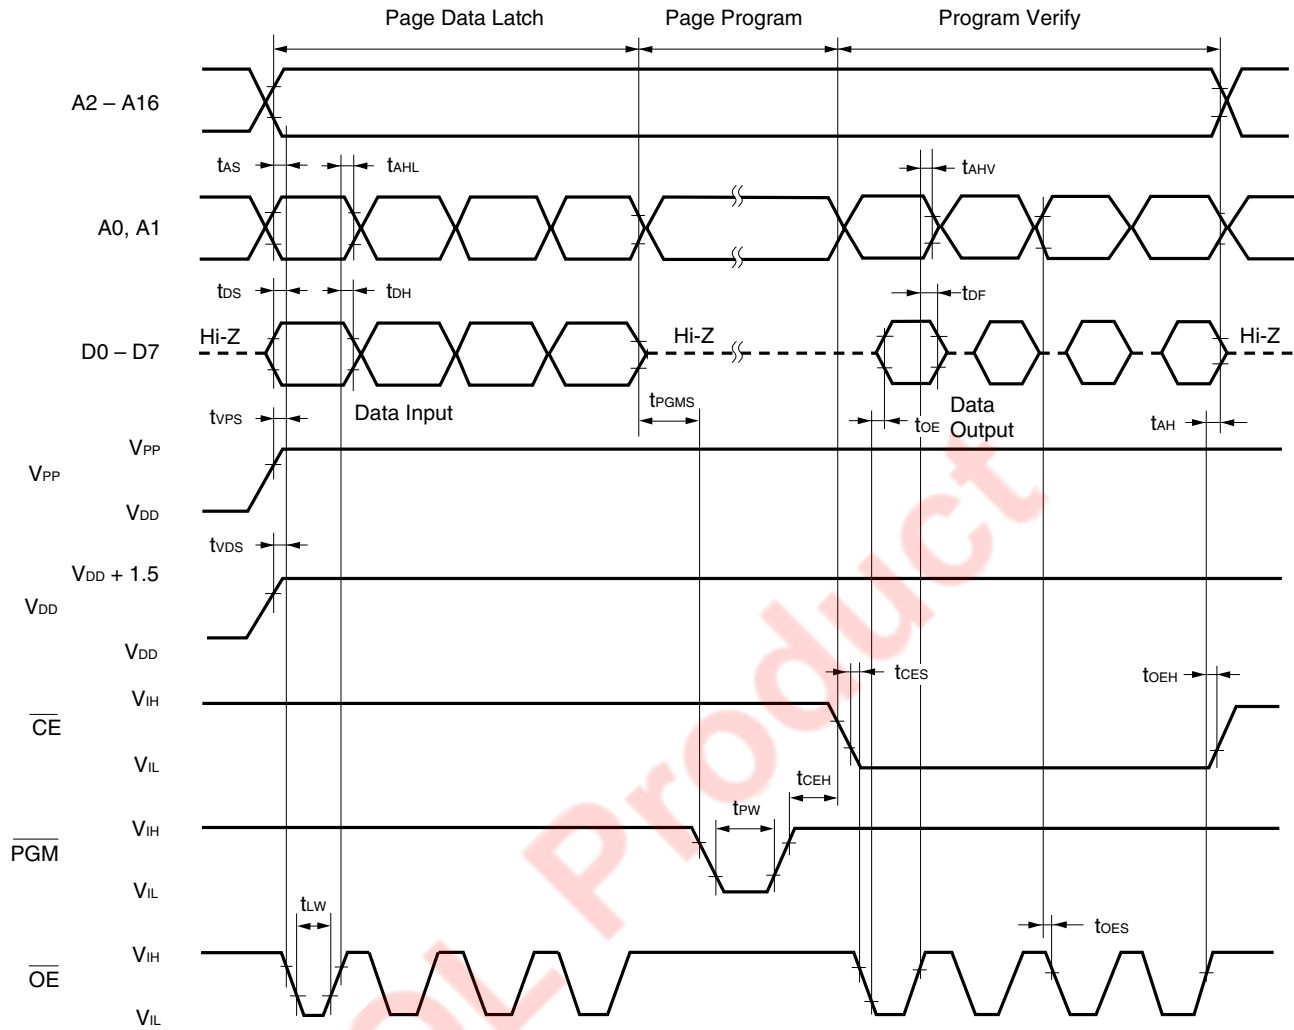 Page Data Latch Page Program Program Verify
A2 – A16
tAS tAHL tAHV
A0, A1
tDS tDH tDF
Hi-Z Hi-Z Hi-Z
D0 – D7
tVPS Data Input tPGMS tOE Data Output tAH
VPP
VPP
VDD
tVDS
VDD + 1.5
VDD
VDD
tCES tOEH
VIH
CE
VIL
tCEH
tPW
VIH
PGM
VIL
tLW
tOES
VIH
OE
VIL
OL Product